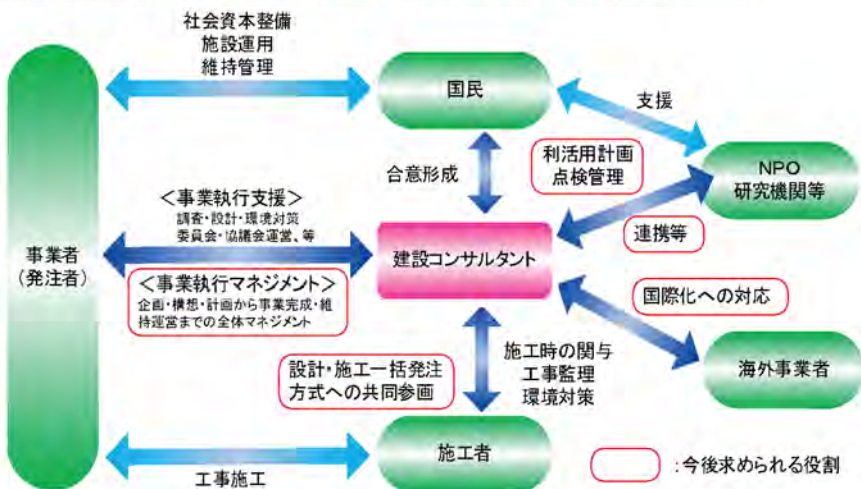 社会資本整備
施設運用
維持管理
国民
支援
合意形成
利活用計画
点検管理
NPO
研究機関等
<事業執行支援>
調査・設計・環境対策
委員会・協議会運営、等
事業者
(発注者)
建設コンサルタント
連携等
<事業執行マネジメント>
企画・構想・計画から事業完成・維
持運営までの全体マネジメント
国際化への対応
設計・施工一括発注
方式への共同参画
施工時の関与
工事監理
環境対策
海外事業者
施工者
工事施工
:今後求められる役割